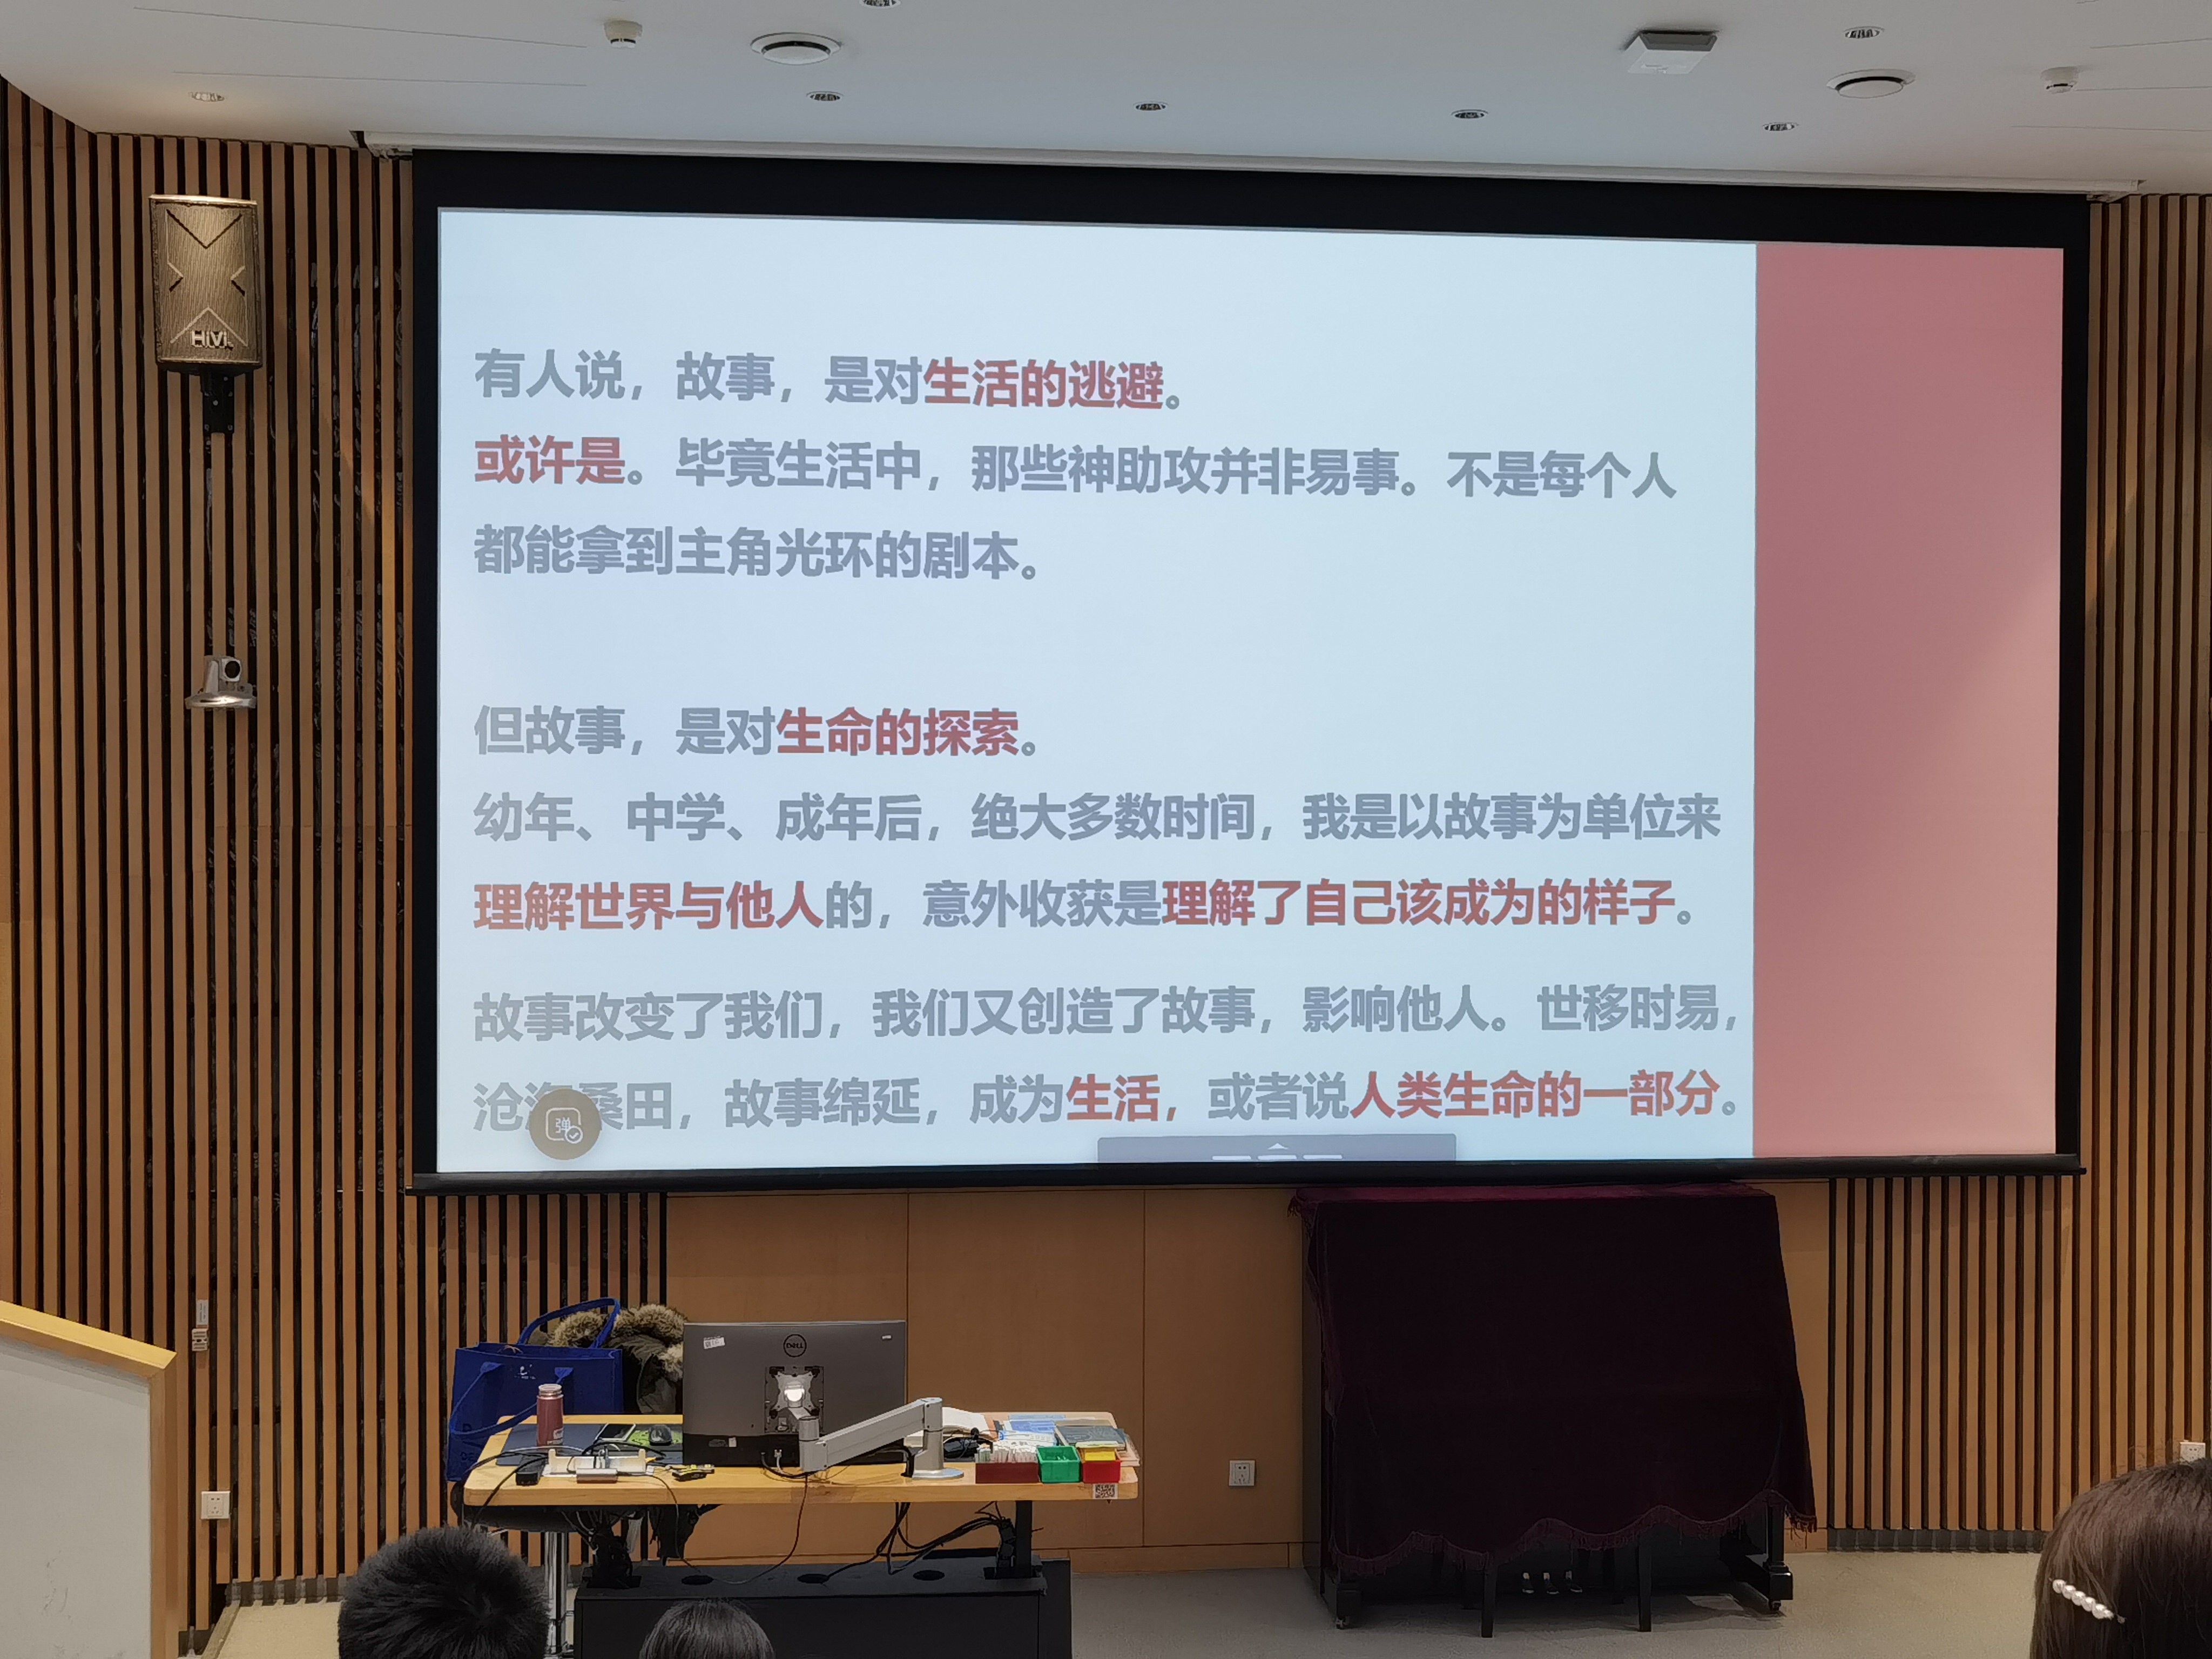 有人说，故事，是对生活的逃避。
或许是。毕竟生活中，那些神助攻并非易事。不是每个人
都能拿到主角光环的剧本。
但故事，是对生命的探索。
幼年、中学、成年后，绝大多数时间，我是以故事为单位来
理解世界与他人的，意外收获是理解了自己该成为的样子。
故事改变了我们，我们又创造了故事，影响他人。世移时易，
沧海桑田，故事绵延，成为生活，或者说人类生命的一部分。
弹
HiVi
DELL